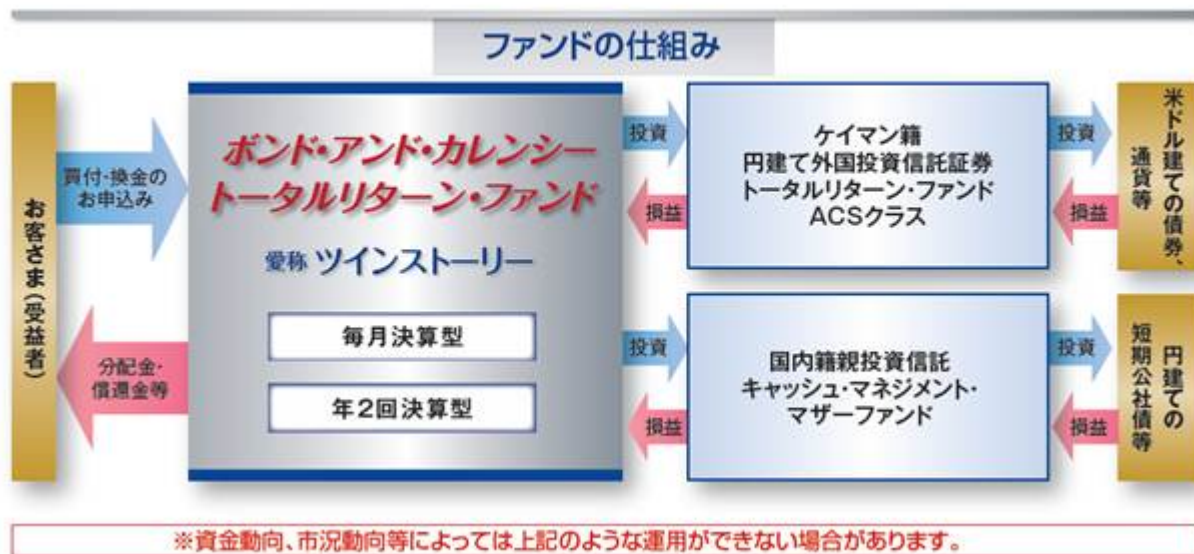 ファンドの仕組み
お客さま(受益者)
買付・換金の
お申込み
分配金・
償還金等
ボンド・アンド・カレンシー
トータルリターン・ファンド
愛称 ツインストーリー
毎月決算型
年2回決算型
投資
損益
ケイマン籍
円建て外国投資信託証券
トータルリターン・ファンド
ACSクラス
投資
損益
米ドル建ての債券、
通貨等
投資
損益
国内籍親投資信託
キャッシュ・マネジメント・
マザーファンド
投資
損益
円建ての
短期公社債等
※資金動向、市況動向等によっては上記のような運用ができない場合があります。